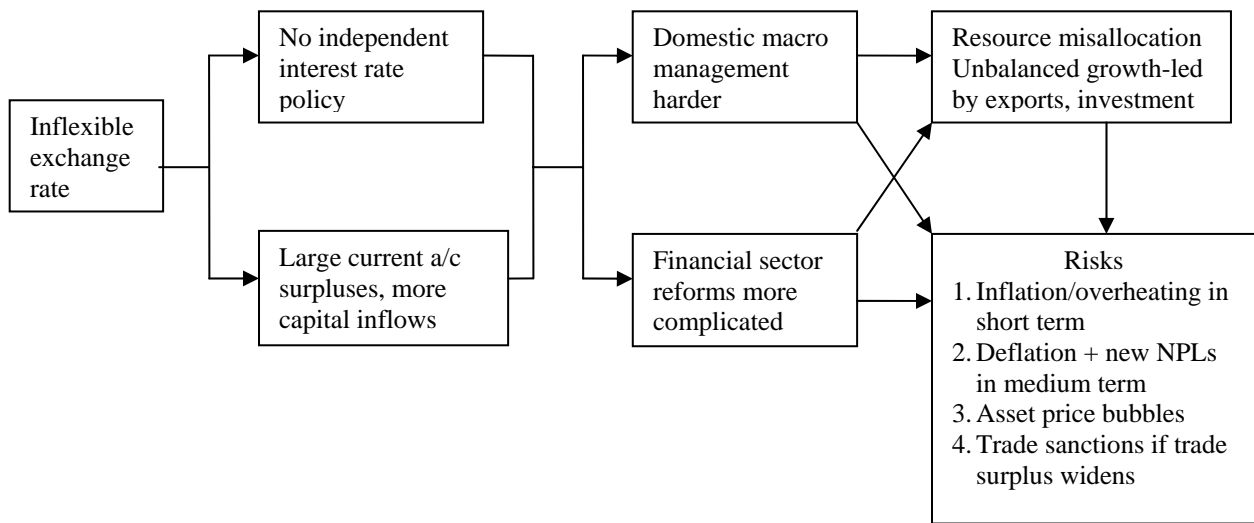 Inflexible
exchange
rate
No independent
interest rate
policy
Large current a/c
surpluses, more
capital inflows
Domestic macro
management
harder
Financial sector
reforms more
complicated
Resource misallocation
Unbalanced growth-led
by exports, investment
Risks
1. Inflation/overheating in
short term
2. Deflation + new NPLs
in medium term
3. Asset price bubbles
4. Trade sanctions if trade
surplus widens